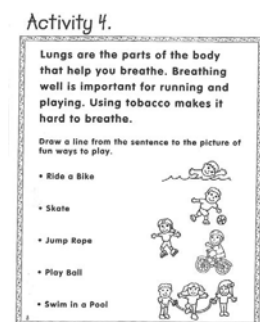 Activity 4.
Lungs are the parts of the body
that help you breathe. Breathing
well is important for running and
playing. Using tobacco makes it
hard to breathe.
Draw a line from the sentence to the picture of
fun ways to play.
• Ride a Bike
• Skate
• Jump Rope
• Play Ball
• Swim in a Pool